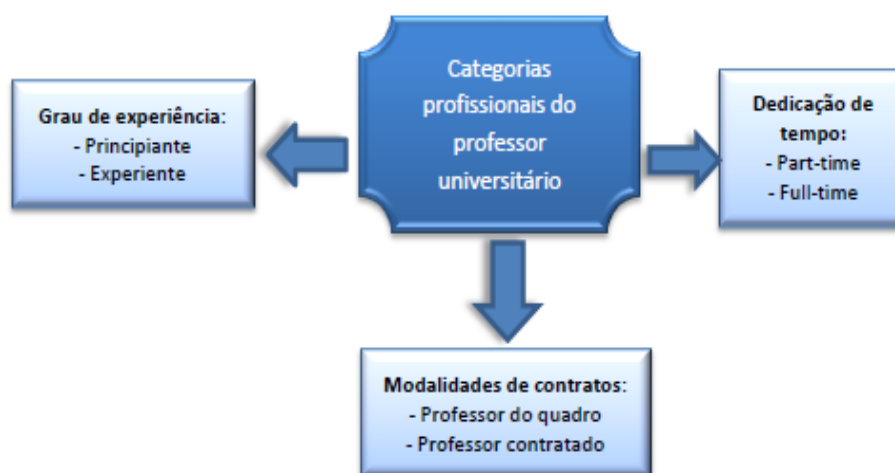 Categorias
profissionais do
professor
universitário
Grau de experiência:
- Principiante
- Experiente
Dedicação de
tempo:
- Part-time
- Full-time
Modalidades de contratos:
- Professor do quadro
- Professor contratado